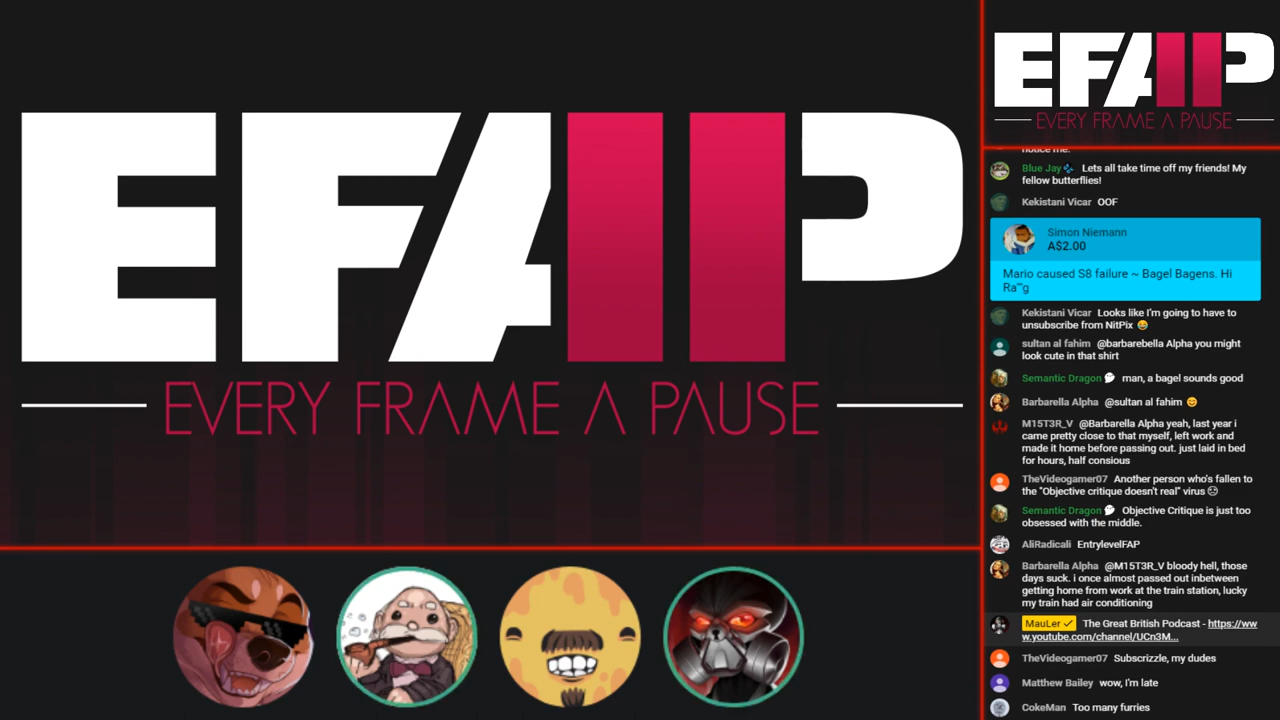 EFAP
EVERY FRAME A PAUSE
EFAP
EVERY FRAME A PAUSE
notice me.
Blue Jay Lets all take time off my friends! My
fellow butterflies!
Kekistani Vicar OOF
Simon Niemann
A$2.00
Mario caused S8 failure ~ Bagel Bagens. Hi
Ra"'g
Kekistani Vicar Looks like I'm going to have to
unsubscribe from NitPix 😂
sultan al fahim @barbarebella Alpha you might
look cute in that shirt
Semantic Dragon man, a bagel sounds good
Barbarella Alpha @sultan al fahim 😊
M15T3R_V @Barbarella Alpha yeah, last year i
came pretty close to that myself, left work and
made it home before passing out. just laid in bed
for hours, half consious
TheVideogamer07 Another person who's fallen to
the "Objective critique doesn't real" virus ☹
Semantic Dragon Objective Critique is just too
obsessed with the middle.
AliRadicali EntrylevelFAP
Barbarella Alpha @M15T3R_V bloody hell, those
days suck. i once almost passed out inbetween
getting home from work at the train station, lucky
my train had air conditioning
MauLer ✓ The Great British Podcast - https://ww
w.youtube.com/channel/UCn3M...
TheVideogamer07 Subscrizzle, my dudes
Matthew Bailey wow, I'm late
CokeMan Too many furries